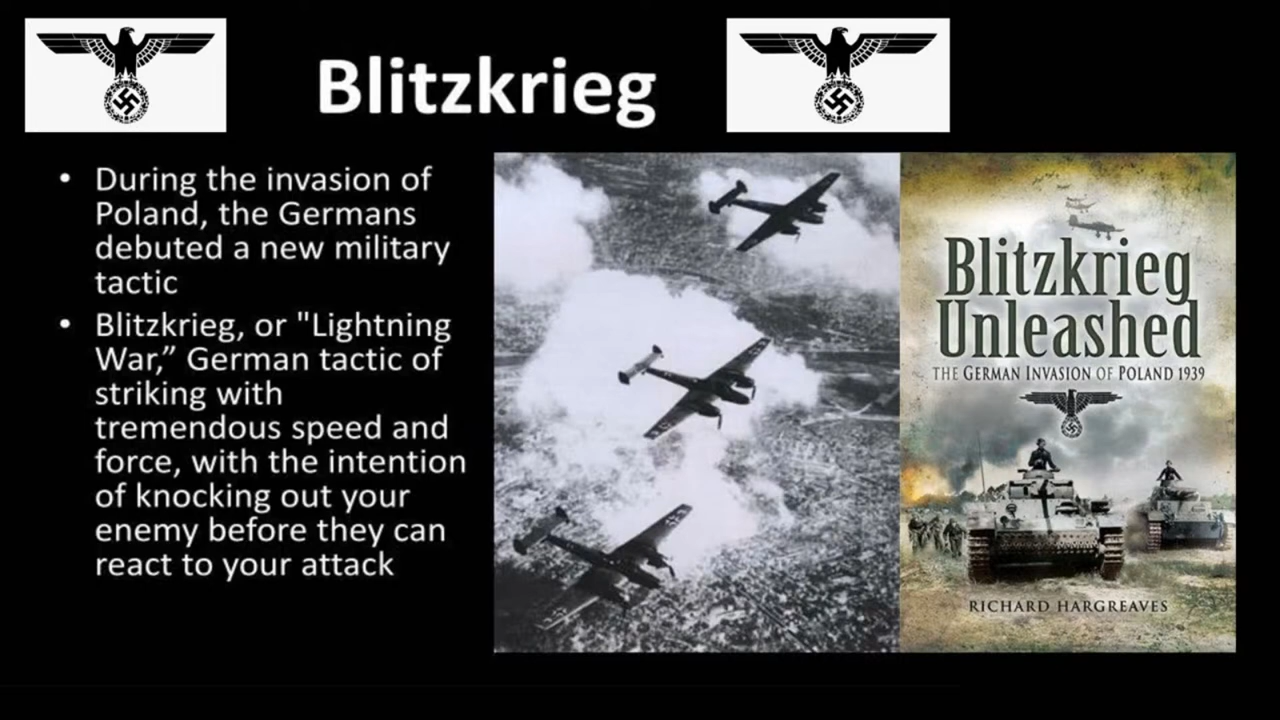 Blitzkrieg
• During the invasion of
Poland, the Germans
debuted a new military
tactic
• Blitzkrieg, or "Lightning
War,” German tactic of
striking with
tremendous speed and
force, with the intention
of knocking out your
enemy before they can
react to your attack
Blitzkrieg
Unleashed
THE GERMAN INVASION OF POLAND 1939
RICHARD HARGREAVES